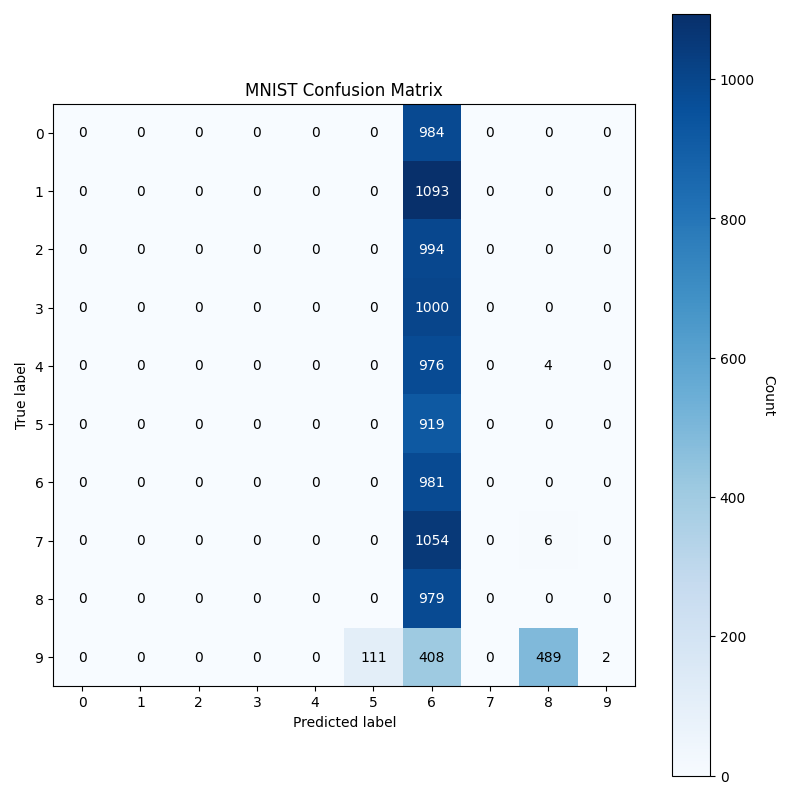 MNIST Confusion Matrix
True label
0 0 0 0 0 0 0 984 0 0 0
1 0 0 0 0 0 0 1093 0 0 0
2 0 0 0 0 0 0 994 0 0 0
3 0 0 0 0 0 0 1000 0 0 0
4 0 0 0 0 0 0 976 0 4 0
5 0 0 0 0 0 0 919 0 0 0
6 0 0 0 0 0 0 981 0 0 0
7 0 0 0 0 0 0 1054 0 6 0
8 0 0 0 0 0 0 979 0 0 0
9 0 0 0 0 0 111 408 0 489 2
0 1 2 3 4 5 6 7 8 9
Predicted label
1000
800
600
400
200
0
Count